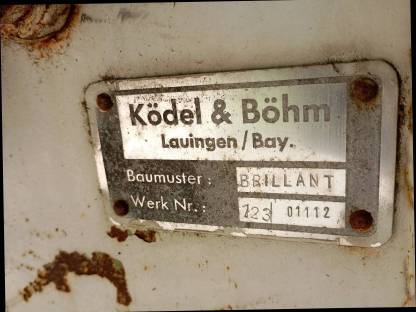 Ködel & Böhm
Lauingen/Bay.
Baumuster: BRILLANT
Werk Nr.: 123 01112